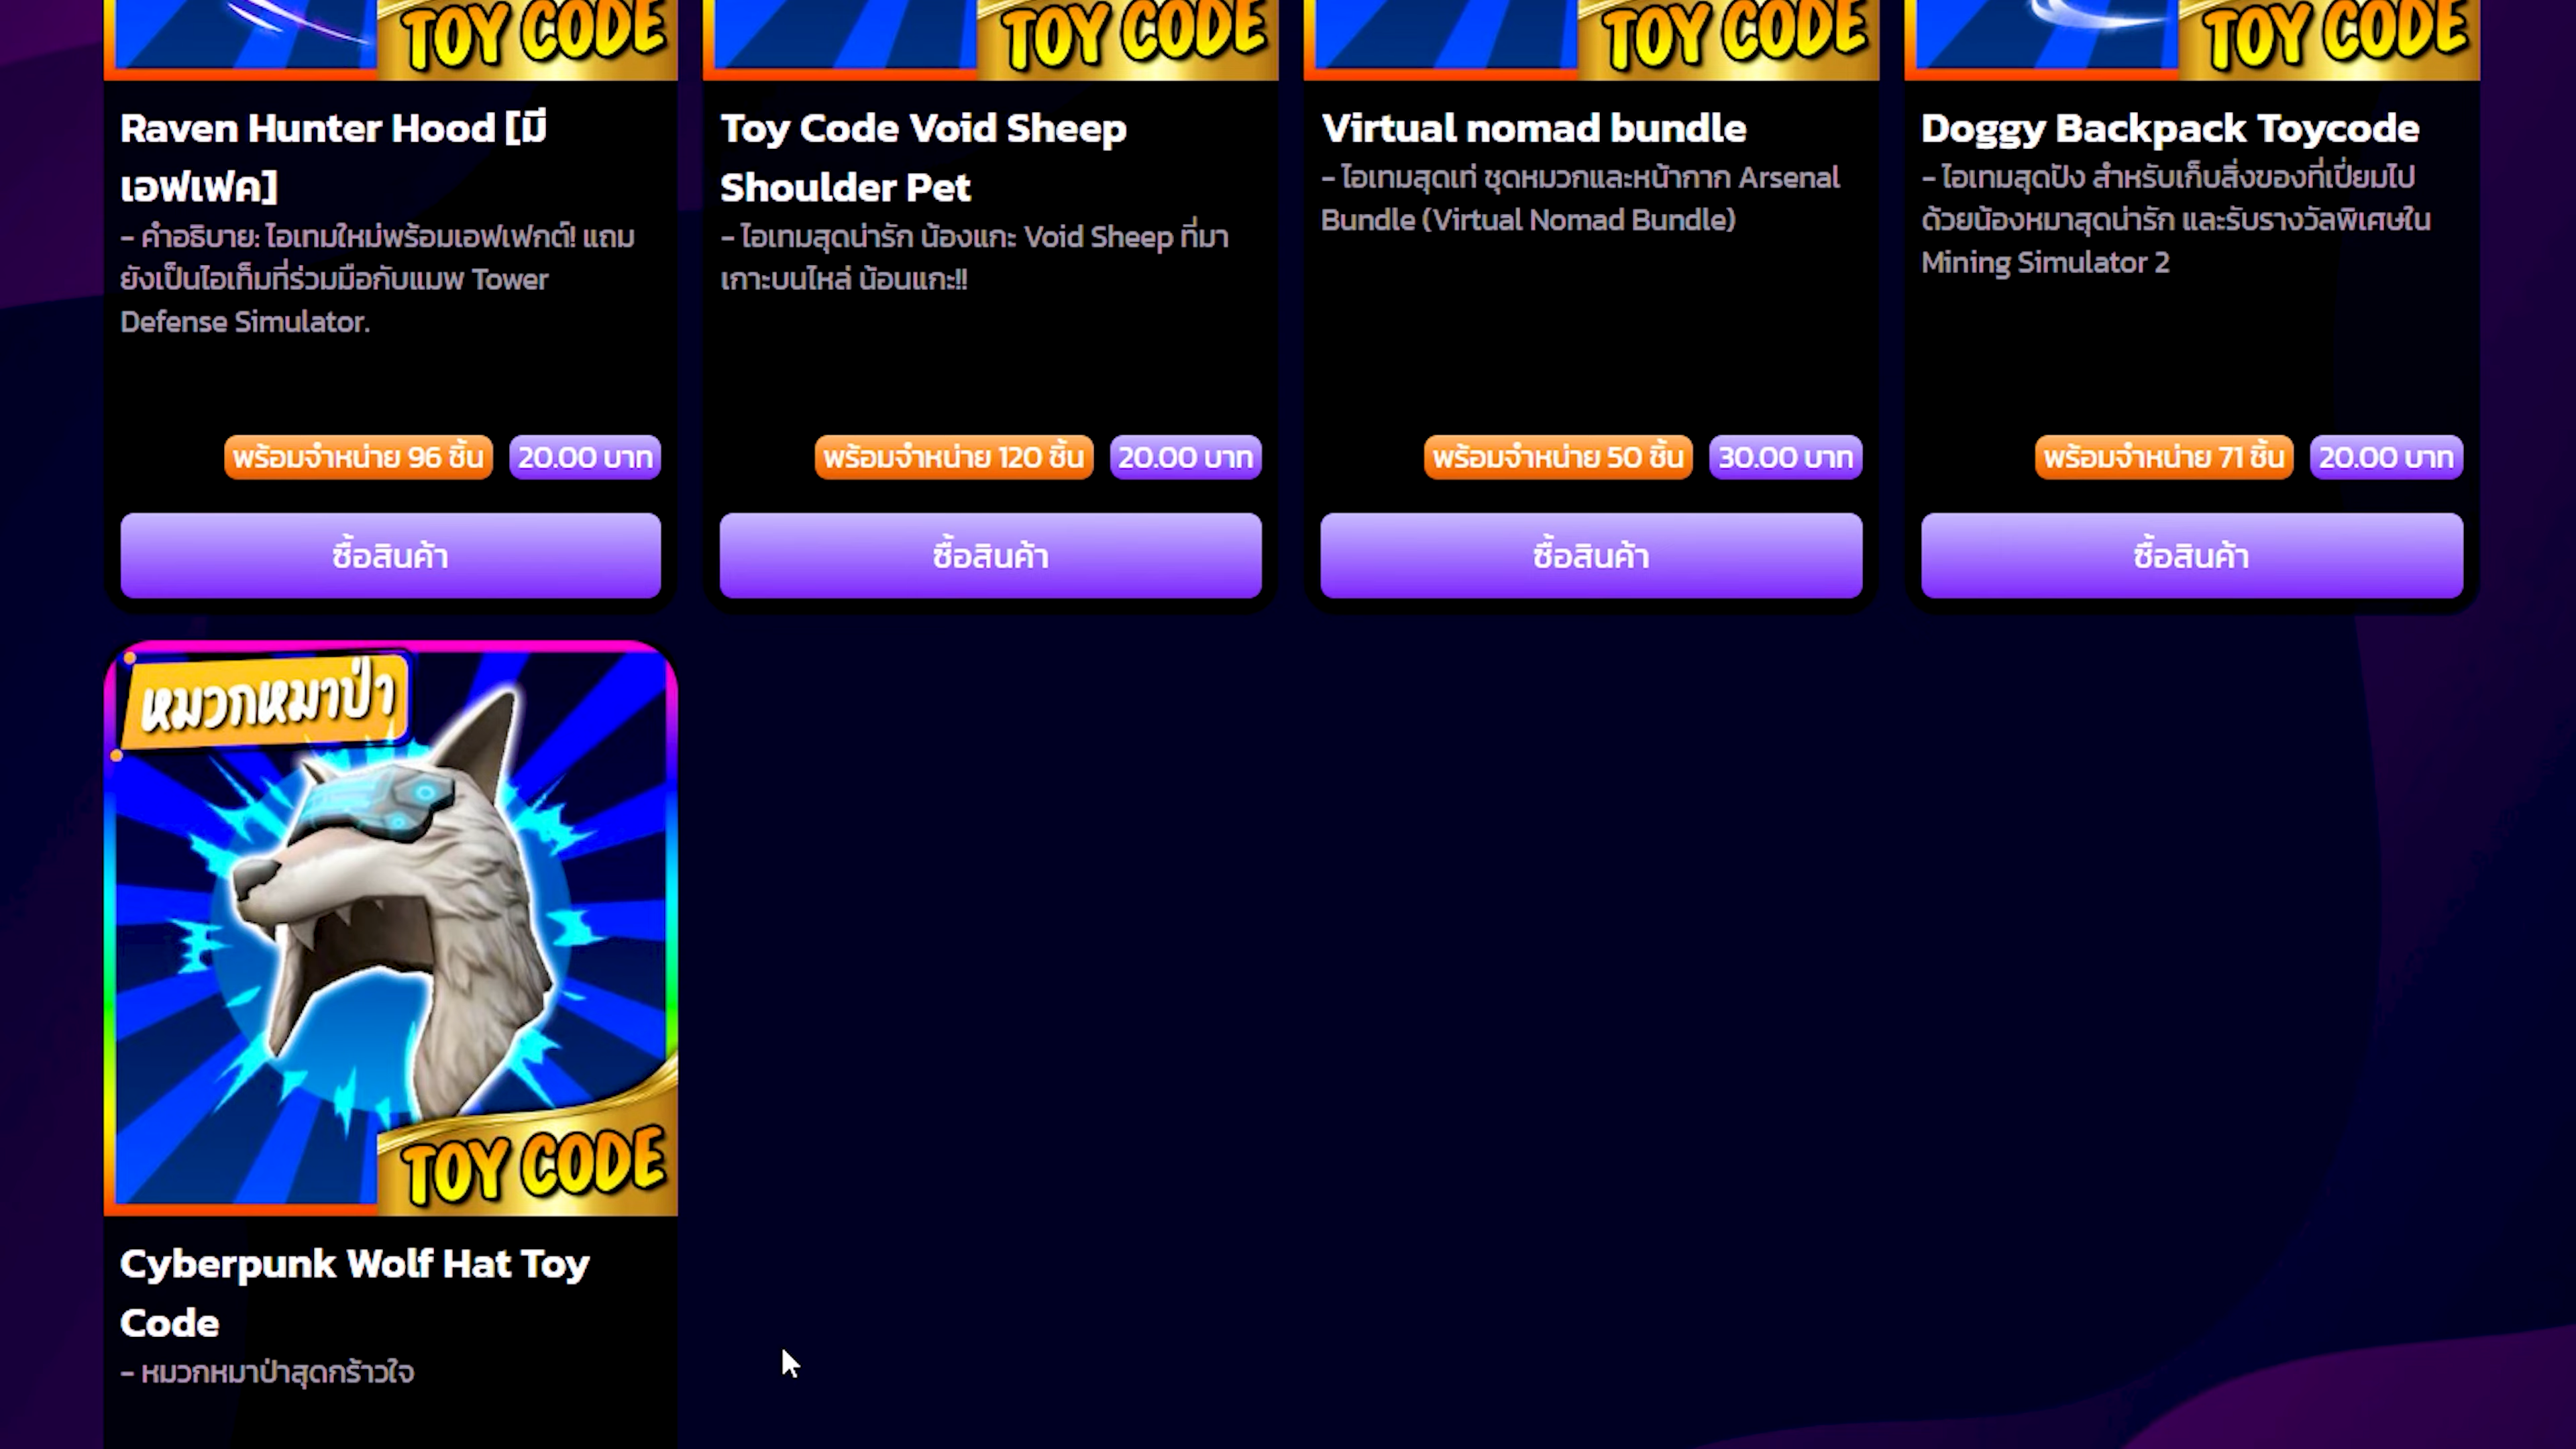 TOY CODE
TOY CODE
TOY CODE
TOY CODE
Raven Hunter Hood [มี
เอฟเฟค]
- คำอธิบาย: ไอเทมใหม่พร้อมเอฟเฟกต์! แถม
ยังเป็นไอเท็มที่ร่วมมือกับแมพ Tower
Defense Simulator.
พร้อมจำหน่าย 96 ชิ้น
20.00 บาท
ซื้อสินค้า
Toy Code Void Sheep
Shoulder Pet
- ไอเทมสุดน่ารัก น้องแกะ Void Sheep ที่มา
เกาะบนไหล่ น้อนแกะ!!
พร้อมจำหน่าย 120 ชิ้น
20.00 บาท
ซื้อสินค้า
Virtual nomad bundle
- ไอเทมสุดเท่ ชุดหมวกและหน้ากาก Arsenal
Bundle (Virtual Nomad Bundle)
พร้อมจำหน่าย 50 ชิ้น
30.00 บาท
ซื้อสินค้า
Doggy Backpack Toycode
- ไอเทมสุดปัง สำหรับเก็บสิ่งของที่เปี่ยมไป
ด้วยน้องหมาสุดน่ารัก และรับรางวัลพิเศษใน
Mining Simulator 2
พร้อมจำหน่าย 71 ชิ้น
20.00 บาท
ซื้อสินค้า
หมวกหมาป่า
TOY CODE
Cyberpunk Wolf Hat Toy
Code
- หมวกหมาป่าสุดกร้าวใจ